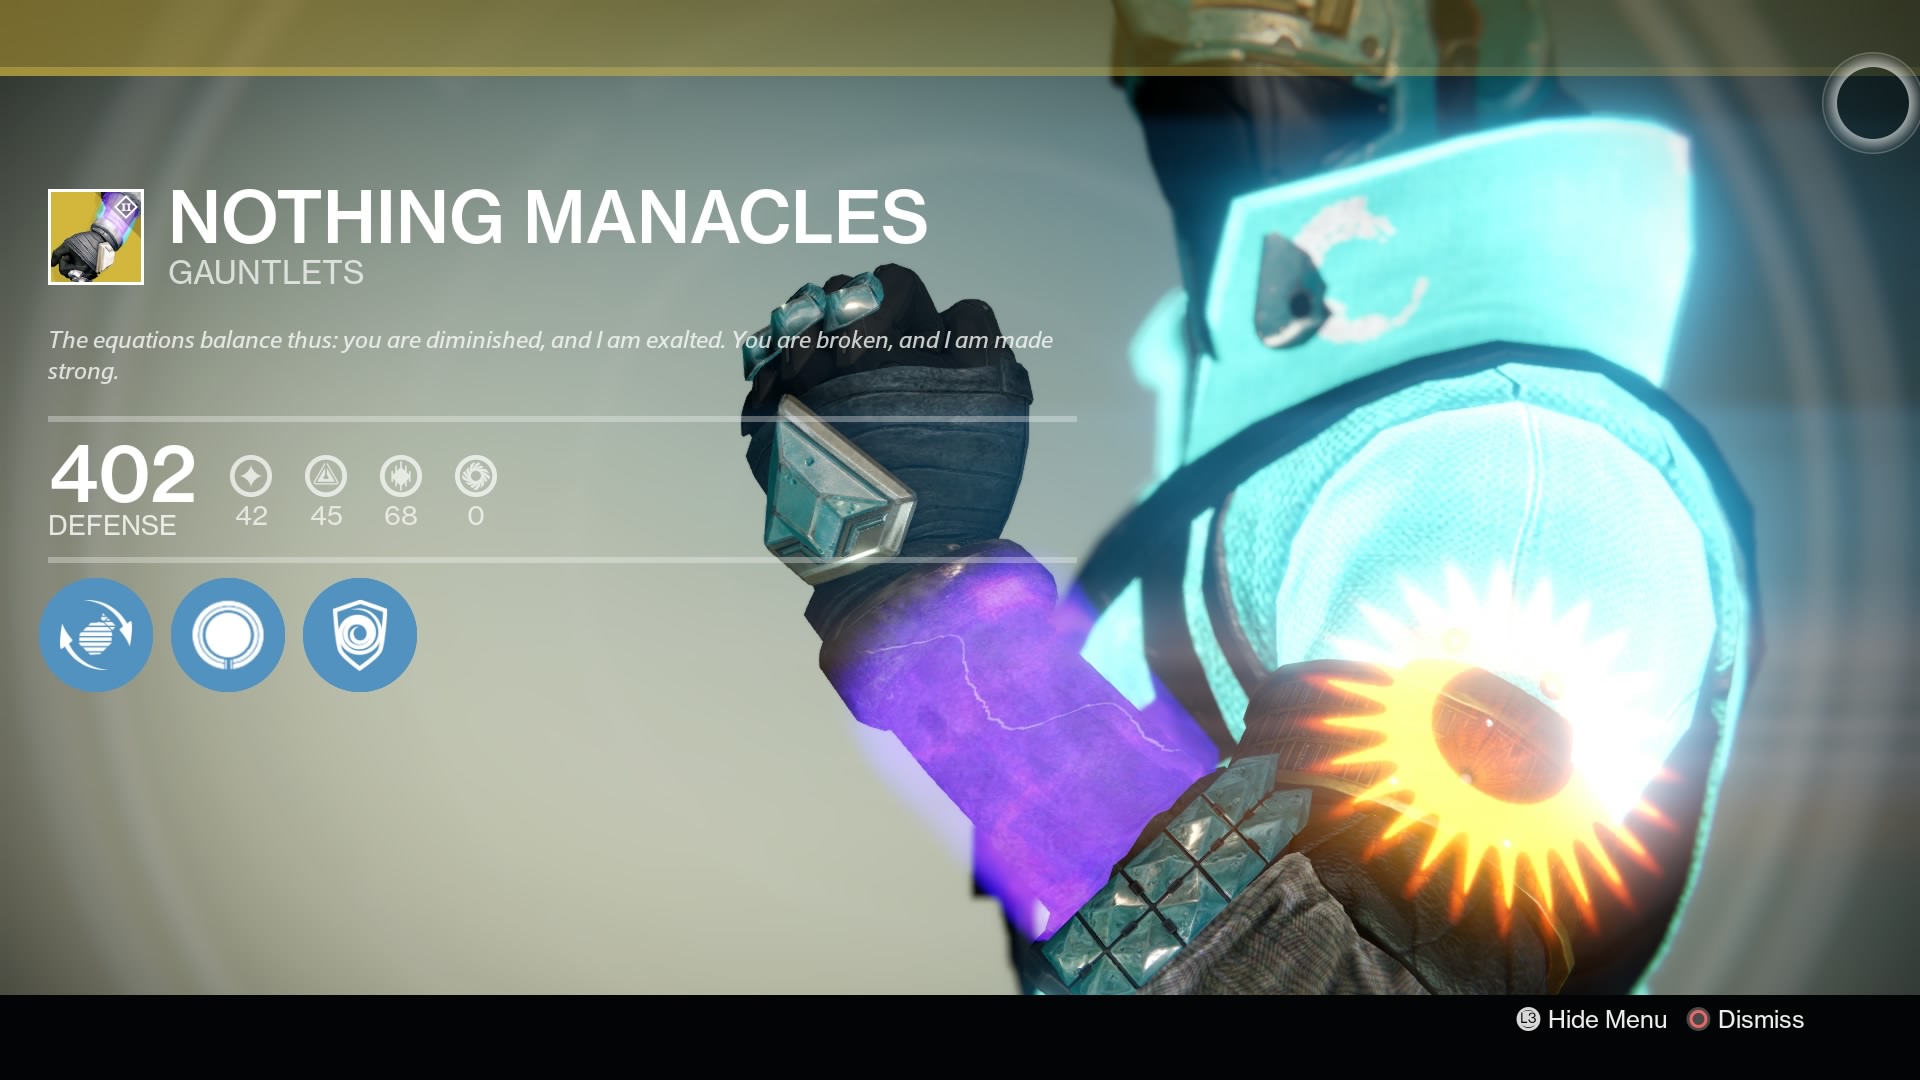 NOTHING MANACLES
GAUNTLETS
The equations balance thus: you are diminished, and I am exalted. You are broken, and I am made
strong.
402
DEFENSE
42 45 68 0
L3 Hide Menu Dismiss